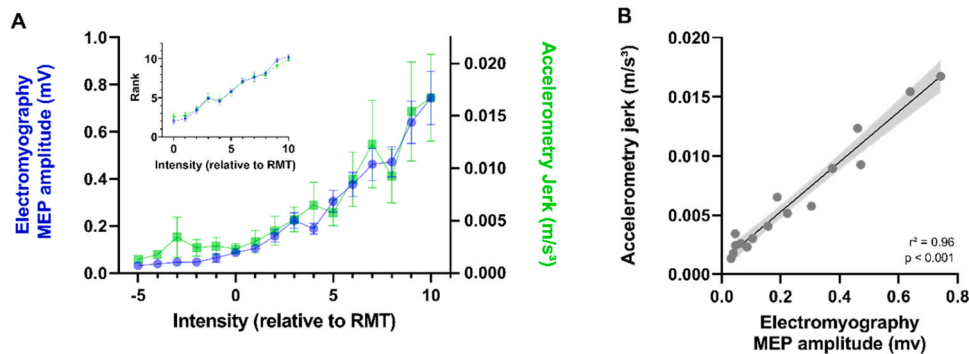 A
Electromyography
MEP amplitude (mV)
1.0
0.8
0.6
0.4
0.2
0.0
Rank
10
5
0
0
5
10
Intensity (relative to RMT)
0.020
0.015
0.010
0.005
0.000
Accelerometry Jerk (m/s³)
-5
0
5
10
Intensity (relative to RMT)
B
Accelerometry jerk (m/s³)
0.020
0.015
0.010
0.005
0.000
r² = 0.96
p < 0.001
0.0
0.2
0.4
0.6
0.8
Electromyography
MEP amplitude (mv)